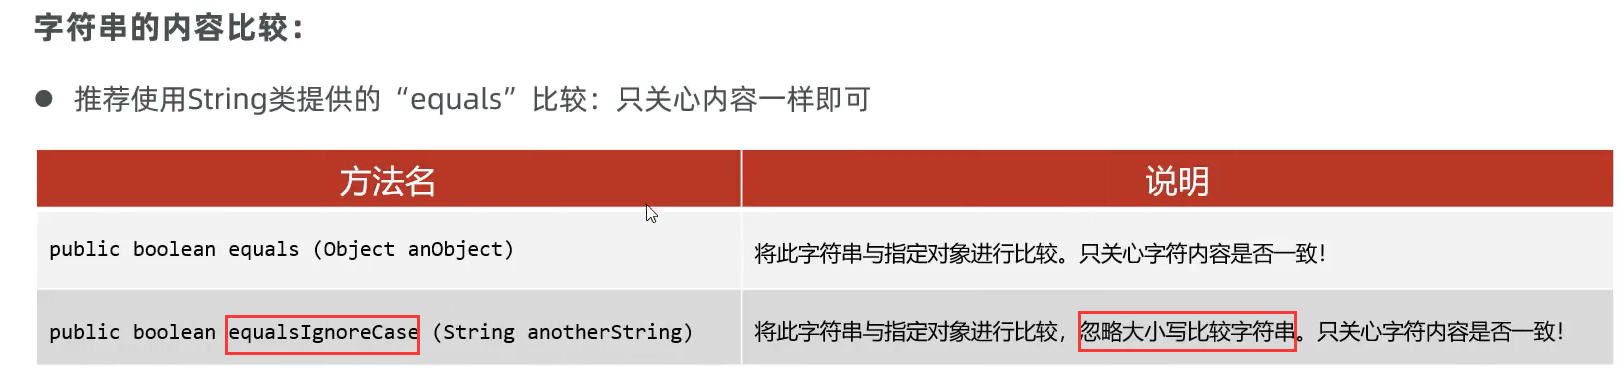 字符串的内容比较：
● 推荐使用String类提供的“equals”比较：只关心内容一样即可
方法名 说明
public boolean equals (Object anObject) 将此字符串与指定对象进行比较。只关心字符内容是否一致！
public boolean equalsIgnoreCase (String anotherString) 将此字符串与指定对象进行比较，忽略大小写比较字符串。只关心字符内容是否一致！